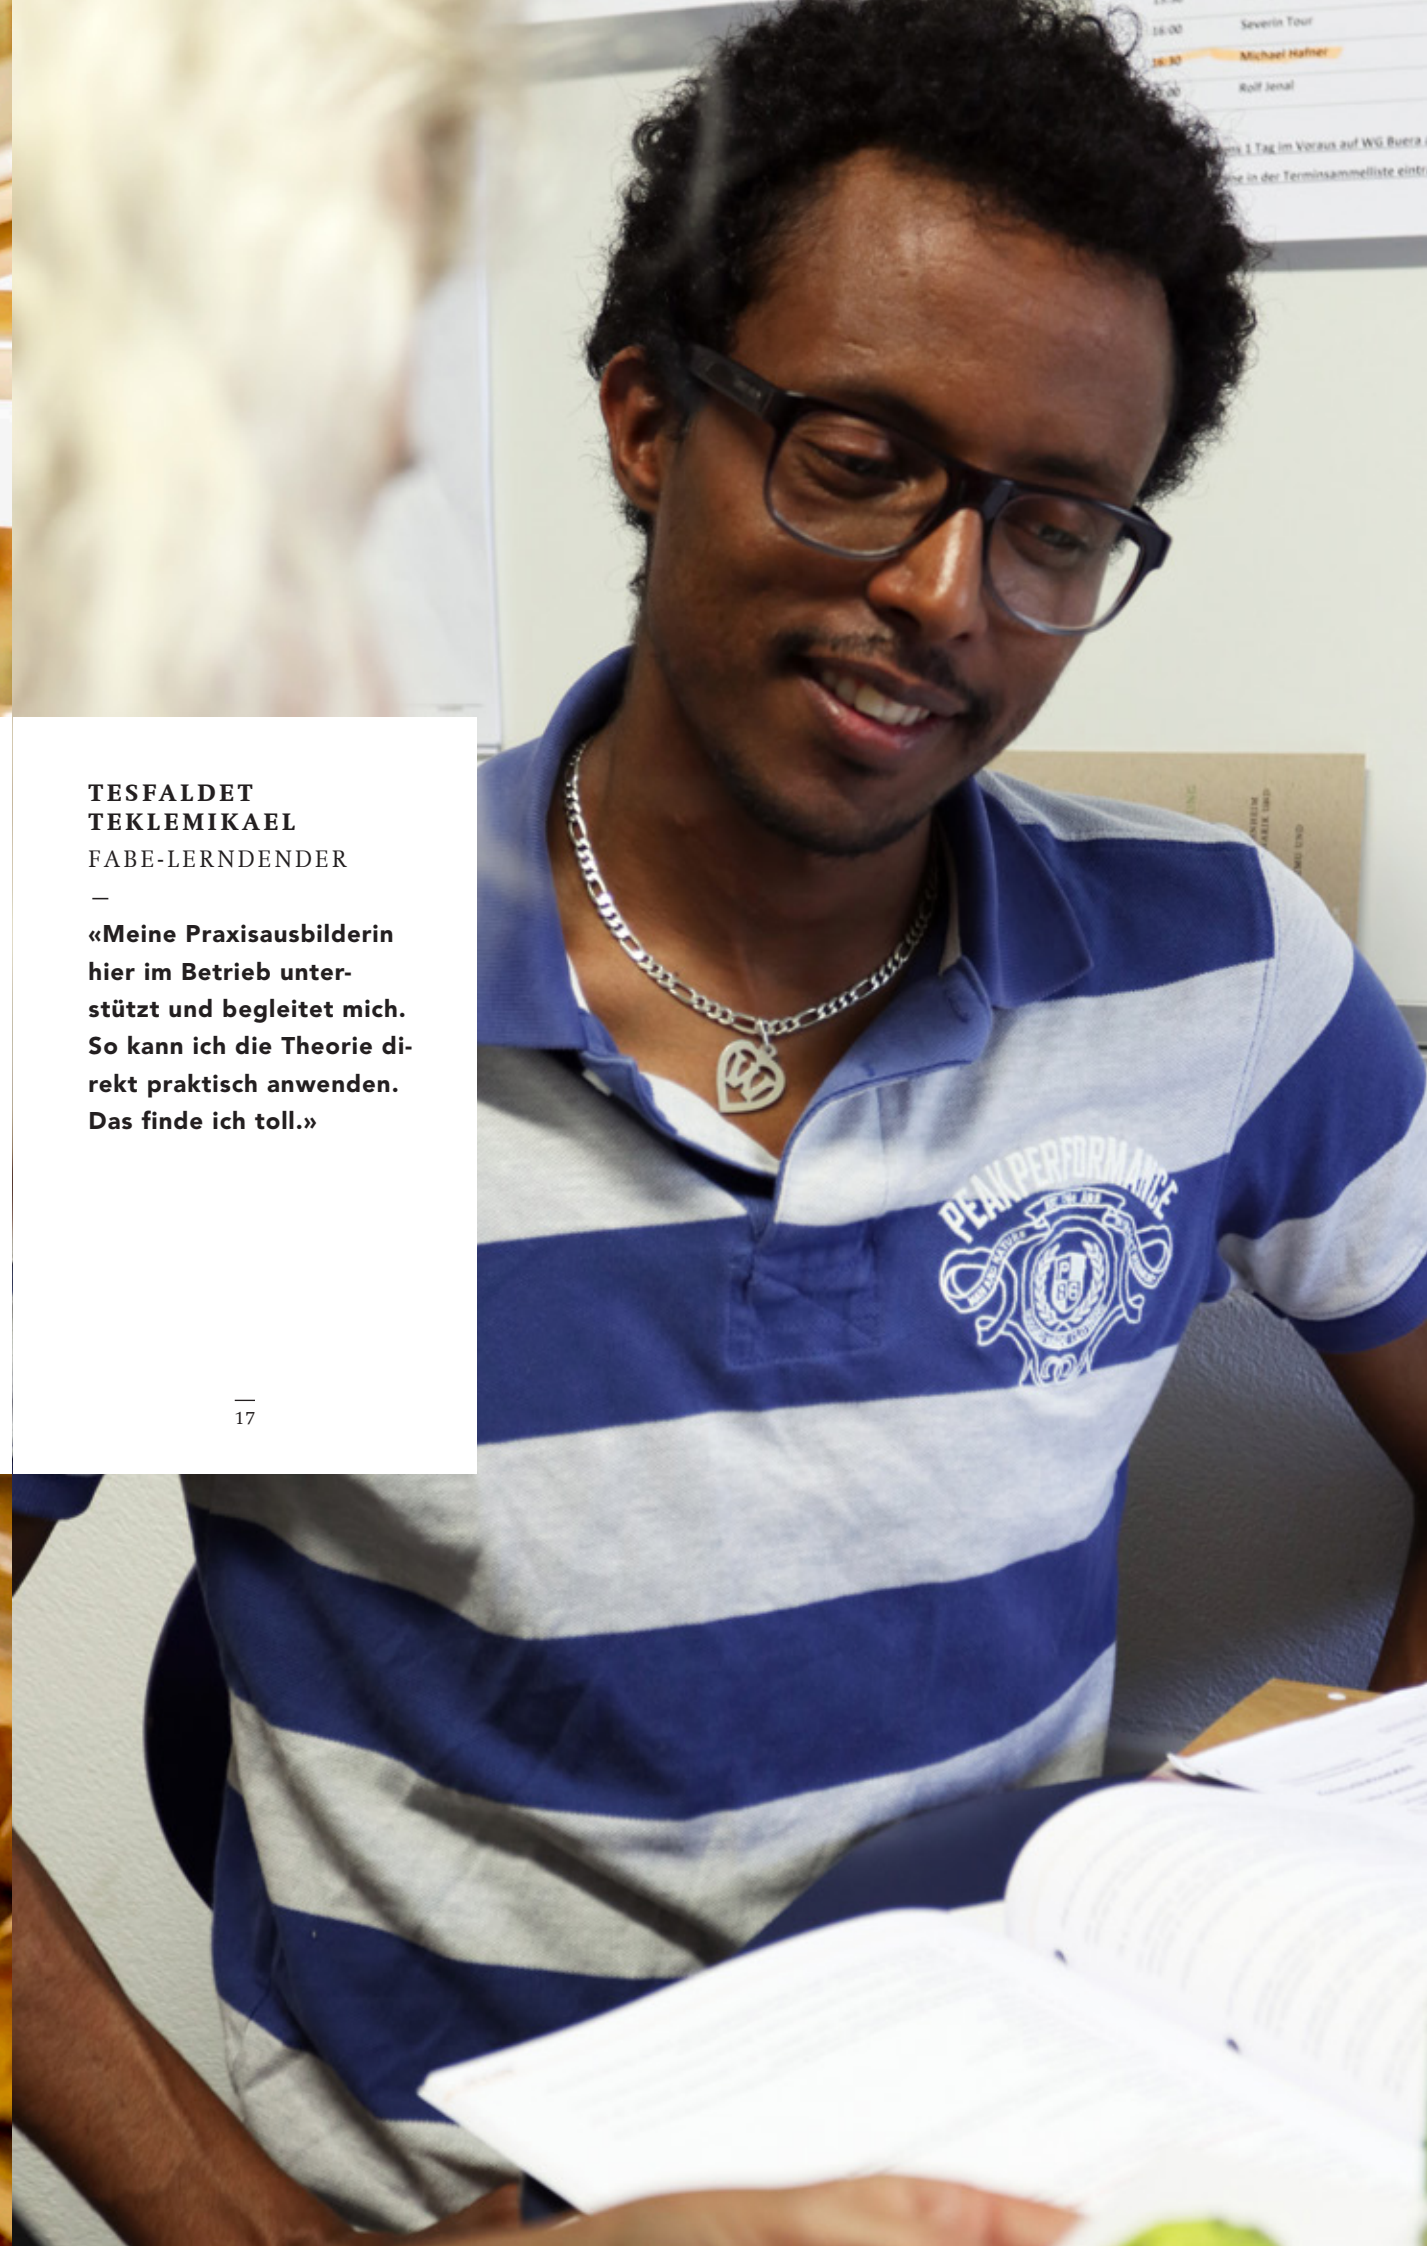 16:00 Severin Tour
16:30 Michael Hafner
Rolf Jenal
1 Tag im Voraus auf WG Buera
in der Terminsammelliste
TESFALDET
TEKLEMIKAEL
FABE-LERNDENDER
—
«Meine Praxisausbilderin
hier im Betrieb unter-
stützt und begleitet mich.
So kann ich die Theorie di-
rekt praktisch anwenden.
Das finde ich toll.»
PEAK PERFORMANCE
—
17